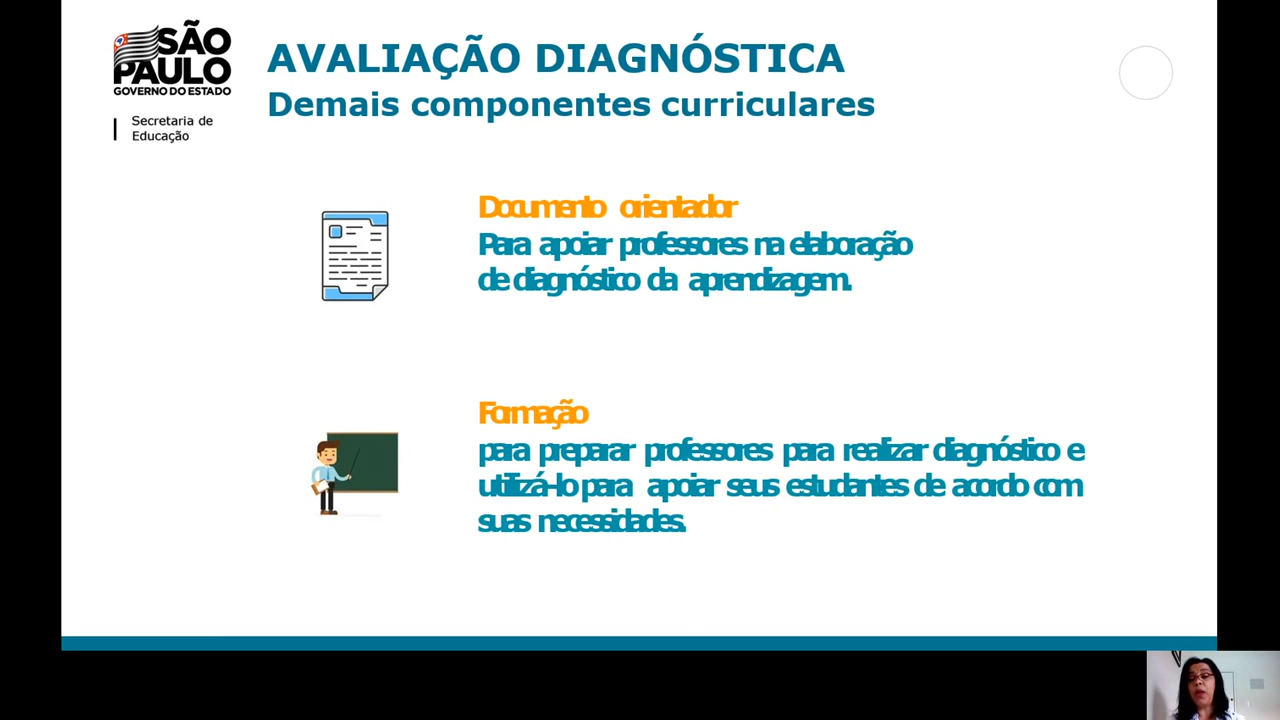 SÃO
PAULO
GOVERNO DO ESTADO
Secretaria de
Educação
AVALIAÇÃO DIAGNÓSTICA
Demais componentes curriculares
Documento orientador
Para apoiar professores na elaboração
de diagnóstico da aprendizagem.
Formação
para preparar professores para realizar diagnóstico e
utilizá-lo para apoiar seus estudantes de acordo com
suas necessidades.